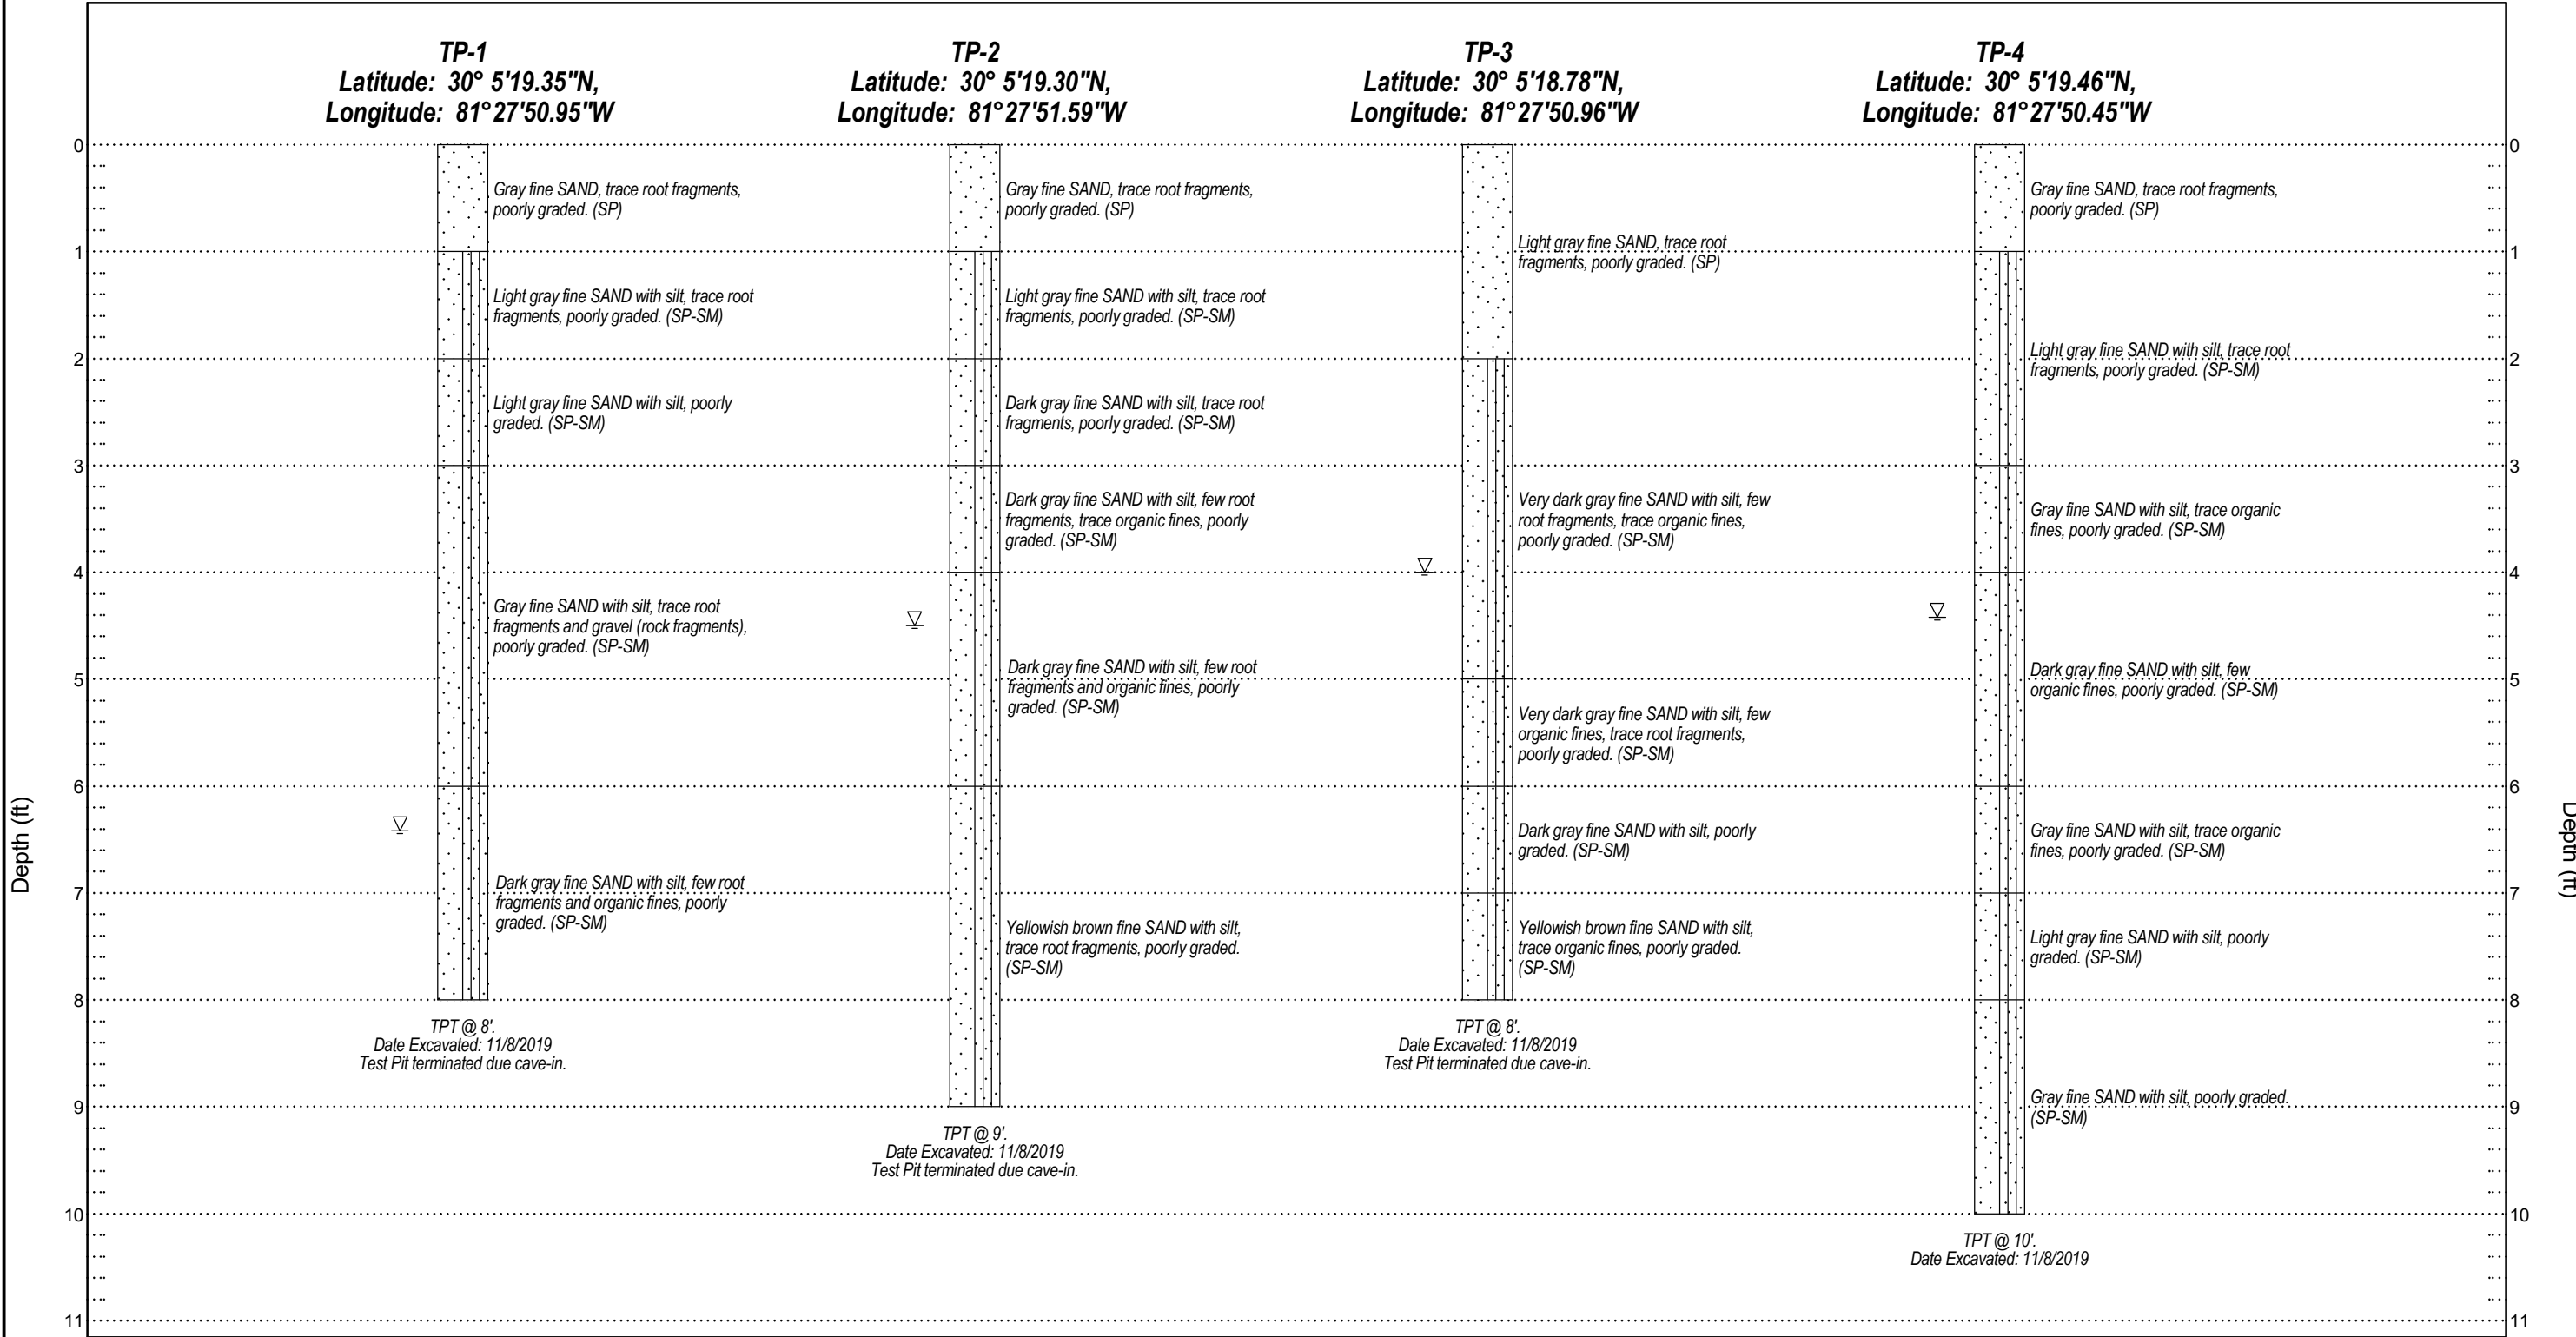 TP-1
Latitude: 30° 5'19.35"N,
Longitude: 81°27'50.95"W
TP-2
Latitude: 30° 5'19.30"N,
Longitude: 81°27'51.59"W
TP-3
Latitude: 30° 5'18.78"N,
Longitude: 81°27'50.96"W
TP-4
Latitude: 30° 5'19.46"N,
Longitude: 81°27'50.45"W
Depth (ft)
0
1
2
3
4
5
6
7
8
9
10
11
Gray fine SAND, trace root fragments,
poorly graded. (SP)
Light gray fine SAND with silt, trace root
fragments, poorly graded. (SP-SM)
Light gray fine SAND with silt, poorly
graded. (SP-SM)
Gray fine SAND with silt, trace root
fragments and gravel (rock fragments),
poorly graded. (SP-SM)
Dark gray fine SAND with silt, few root
fragments and organic fines, poorly
graded. (SP-SM)
TPT @ 8'.
Date Excavated: 11/8/2019
Test Pit terminated due cave-in.
Gray fine SAND, trace root fragments,
poorly graded. (SP)
Light gray fine SAND with silt, trace root
fragments, poorly graded. (SP-SM)
Dark gray fine SAND with silt, trace root
fragments, poorly graded. (SP-SM)
Dark gray fine SAND with silt, few root
fragments, trace organic fines, poorly
graded. (SP-SM)
Dark gray fine SAND with silt, few root
fragments and organic fines, poorly
graded. (SP-SM)
Yellowish brown fine SAND with silt,
trace root fragments, poorly graded.
(SP-SM)
TPT @ 9'.
Date Excavated: 11/8/2019
Test Pit terminated due cave-in.
Light gray fine SAND, trace root
fragments, poorly graded. (SP)
Very dark gray fine SAND with silt, few
root fragments, trace organic fines,
poorly graded. (SP-SM)
Very dark gray fine SAND with silt, few
organic fines, trace root fragments,
poorly graded. (SP-SM)
Dark gray fine SAND with silt, poorly
graded. (SP-SM)
Yellowish brown fine SAND with silt,
trace organic fines, poorly graded.
(SP-SM)
TPT @ 8'.
Date Excavated: 11/8/2019
Test Pit terminated due cave-in.
Gray fine SAND, trace root fragments,
poorly graded. (SP)
Light gray fine SAND with silt, trace root
fragments, poorly graded. (SP-SM)
Gray fine SAND with silt, trace organic
fines, poorly graded. (SP-SM)
Dark gray fine SAND with silt, few
organic fines, poorly graded. (SP-SM)
Gray fine SAND with silt, trace organic
fines, poorly graded. (SP-SM)
Light gray fine SAND with silt, poorly
graded. (SP-SM)
Gray fine SAND with silt, poorly graded.
(SP-SM)
TPT @ 10'.
Date Excavated: 11/8/2019
0
1
2
3
4
5
6
7
8
9
10
11
Depth (ft)